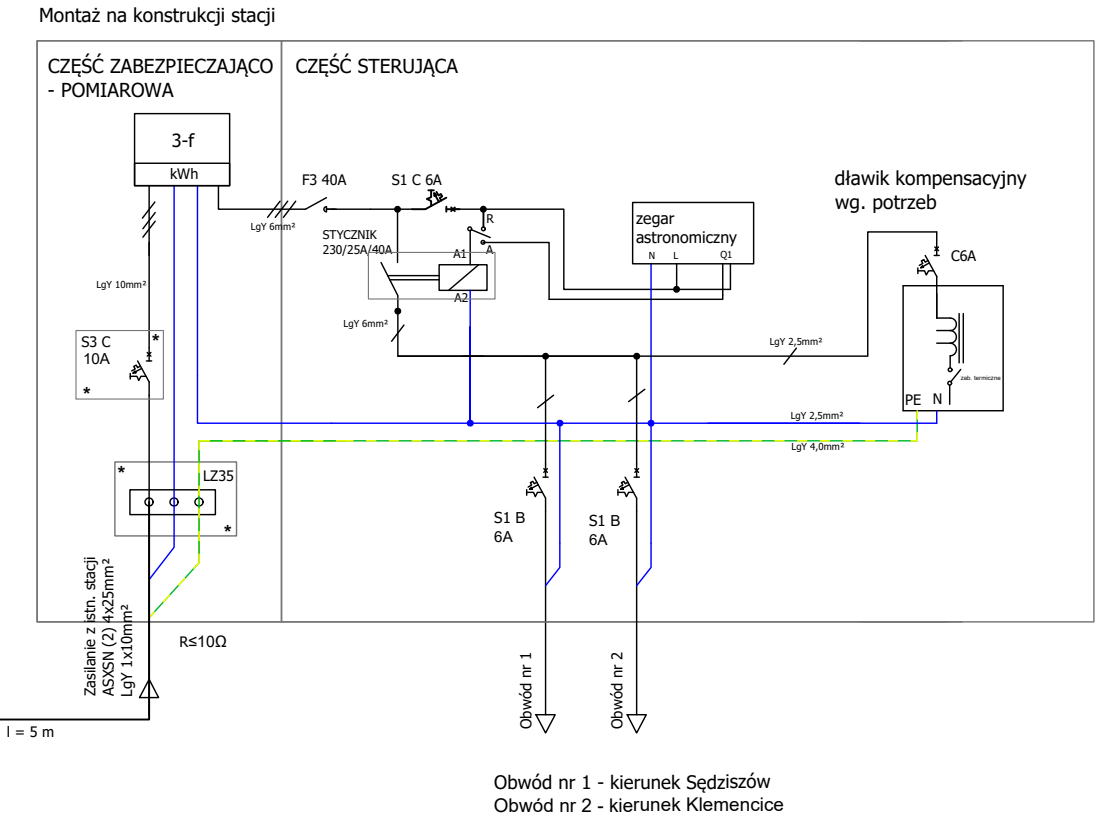 Montaż na konstrukcji stacji
CZĘŚĆ ZABEZPIECZAJĄCO
- POMIAROWA
CZĘŚĆ STERUJĄCA
3-f
kWh
F3 40A
S1 C 6A
LgY 6mm²
STYCZNIK
230/25A/40A
R
A
A1
A2
zegar
astronomiczny
N
L
Q1
dławik kompensacyjny
wg. potrzeb
C6A
zab. termiczne
PE
N
LgY 10mm²
LgY 6mm²
LgY 2,5mm²
S3 C
10A
*
*
LgY 2,5mm²
LgY 4,0mm²
*
LZ35
*
S1 B
6A
S1 B
6A
Zasilanie z istn. stacji
ASXSN (2) 4x25mm²
LgY 1x10mm²
R≤10Ω
l = 5 m
Obwód nr 1
Obwód nr 2
Obwód nr 1 - kierunek Sędziszów
Obwód nr 2 - kierunek Klemencice